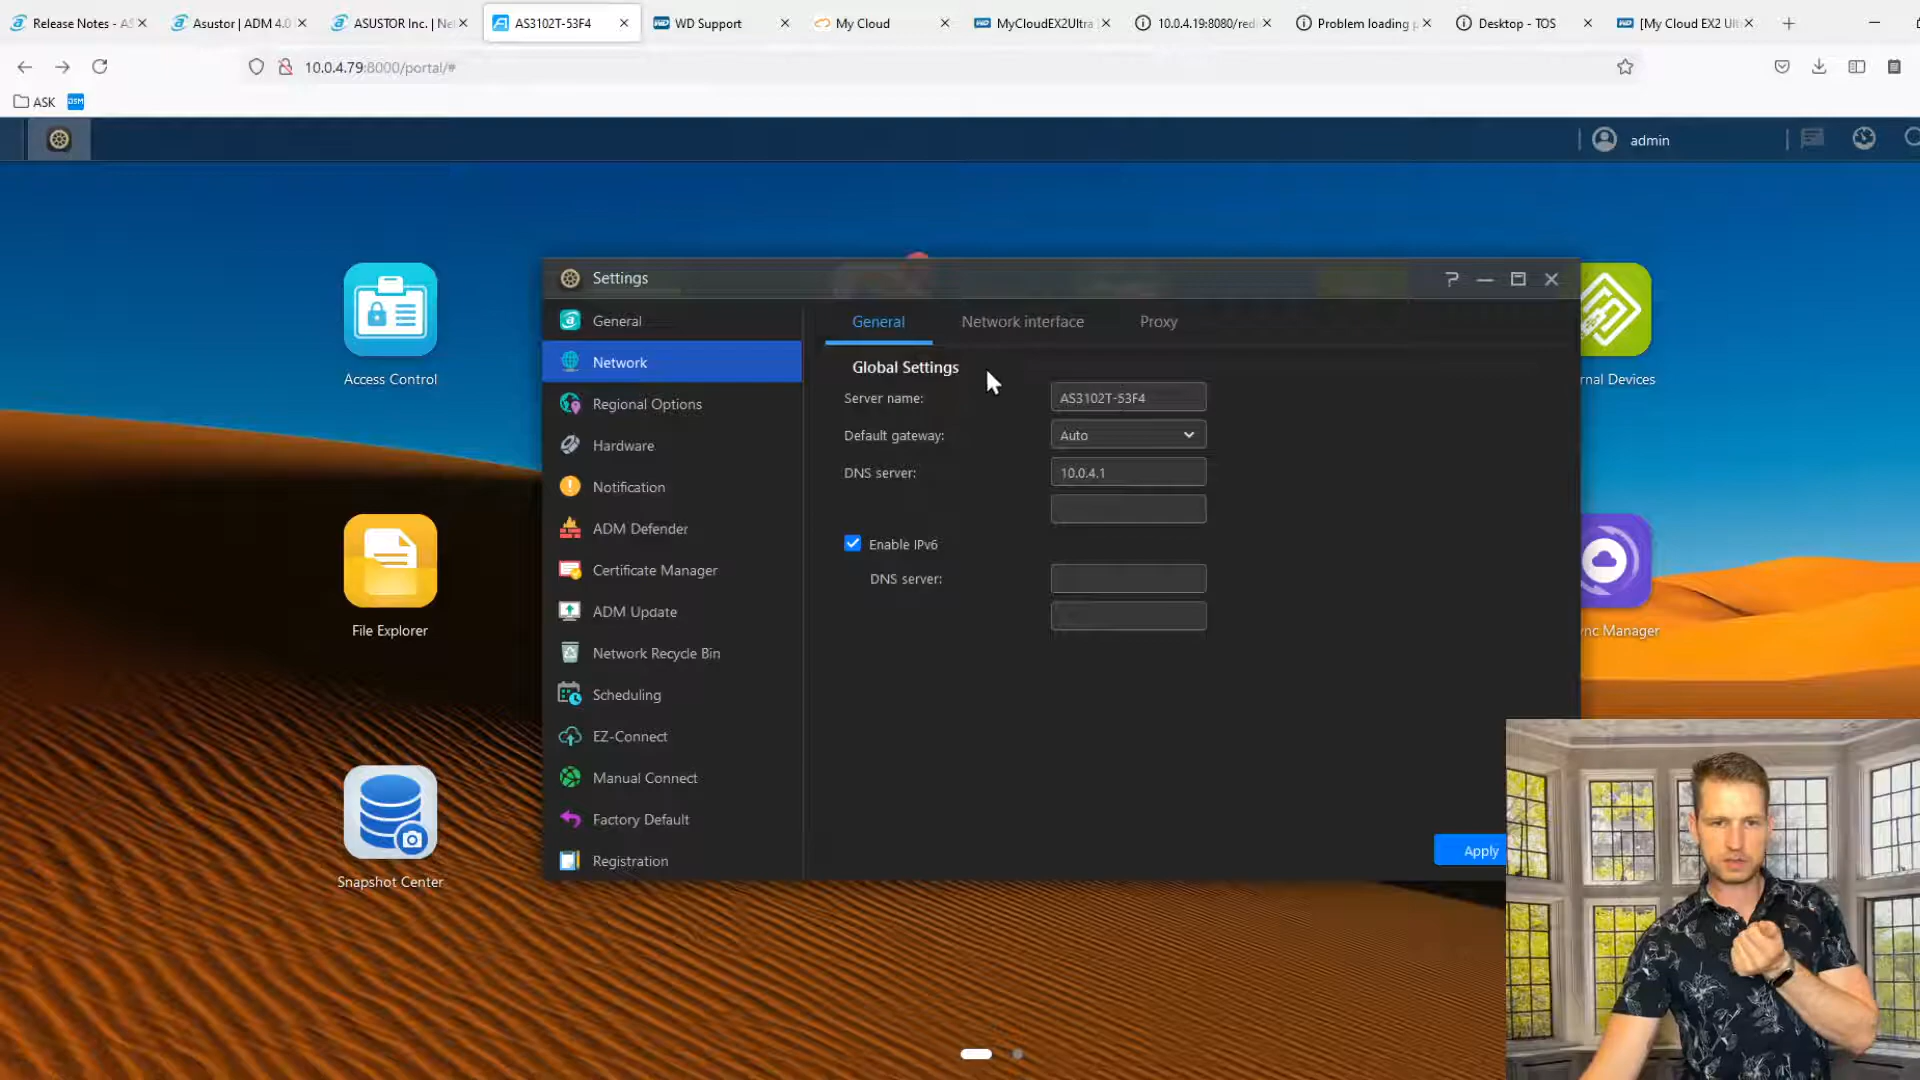 Release Notes - AS
Asustor | ADM 4.0
ASUSTOR Inc. | Ne
AS3102T-53F4
WD Support
My Cloud
MyCloudEX2Ultra
10.0.4.19:8080/red
Problem loading p
Desktop - TOS
[My Cloud EX2 Ult
10.0.4.79:8000/portal/#
ASK
DSM
admin
Access Control
File Explorer
Snapshot Center
rnal Devices
nc Manager
Settings
General
Network
Regional Options
Hardware
Notification
ADM Defender
Certificate Manager
ADM Update
Network Recycle Bin
Scheduling
EZ-Connect
Manual Connect
Factory Default
Registration
General Network interface Proxy
Global Settings
Server name: AS3102T-53F4
Default gateway: Auto
DNS server: 10.0.4.1
Enable IPv6
DNS server:
Apply